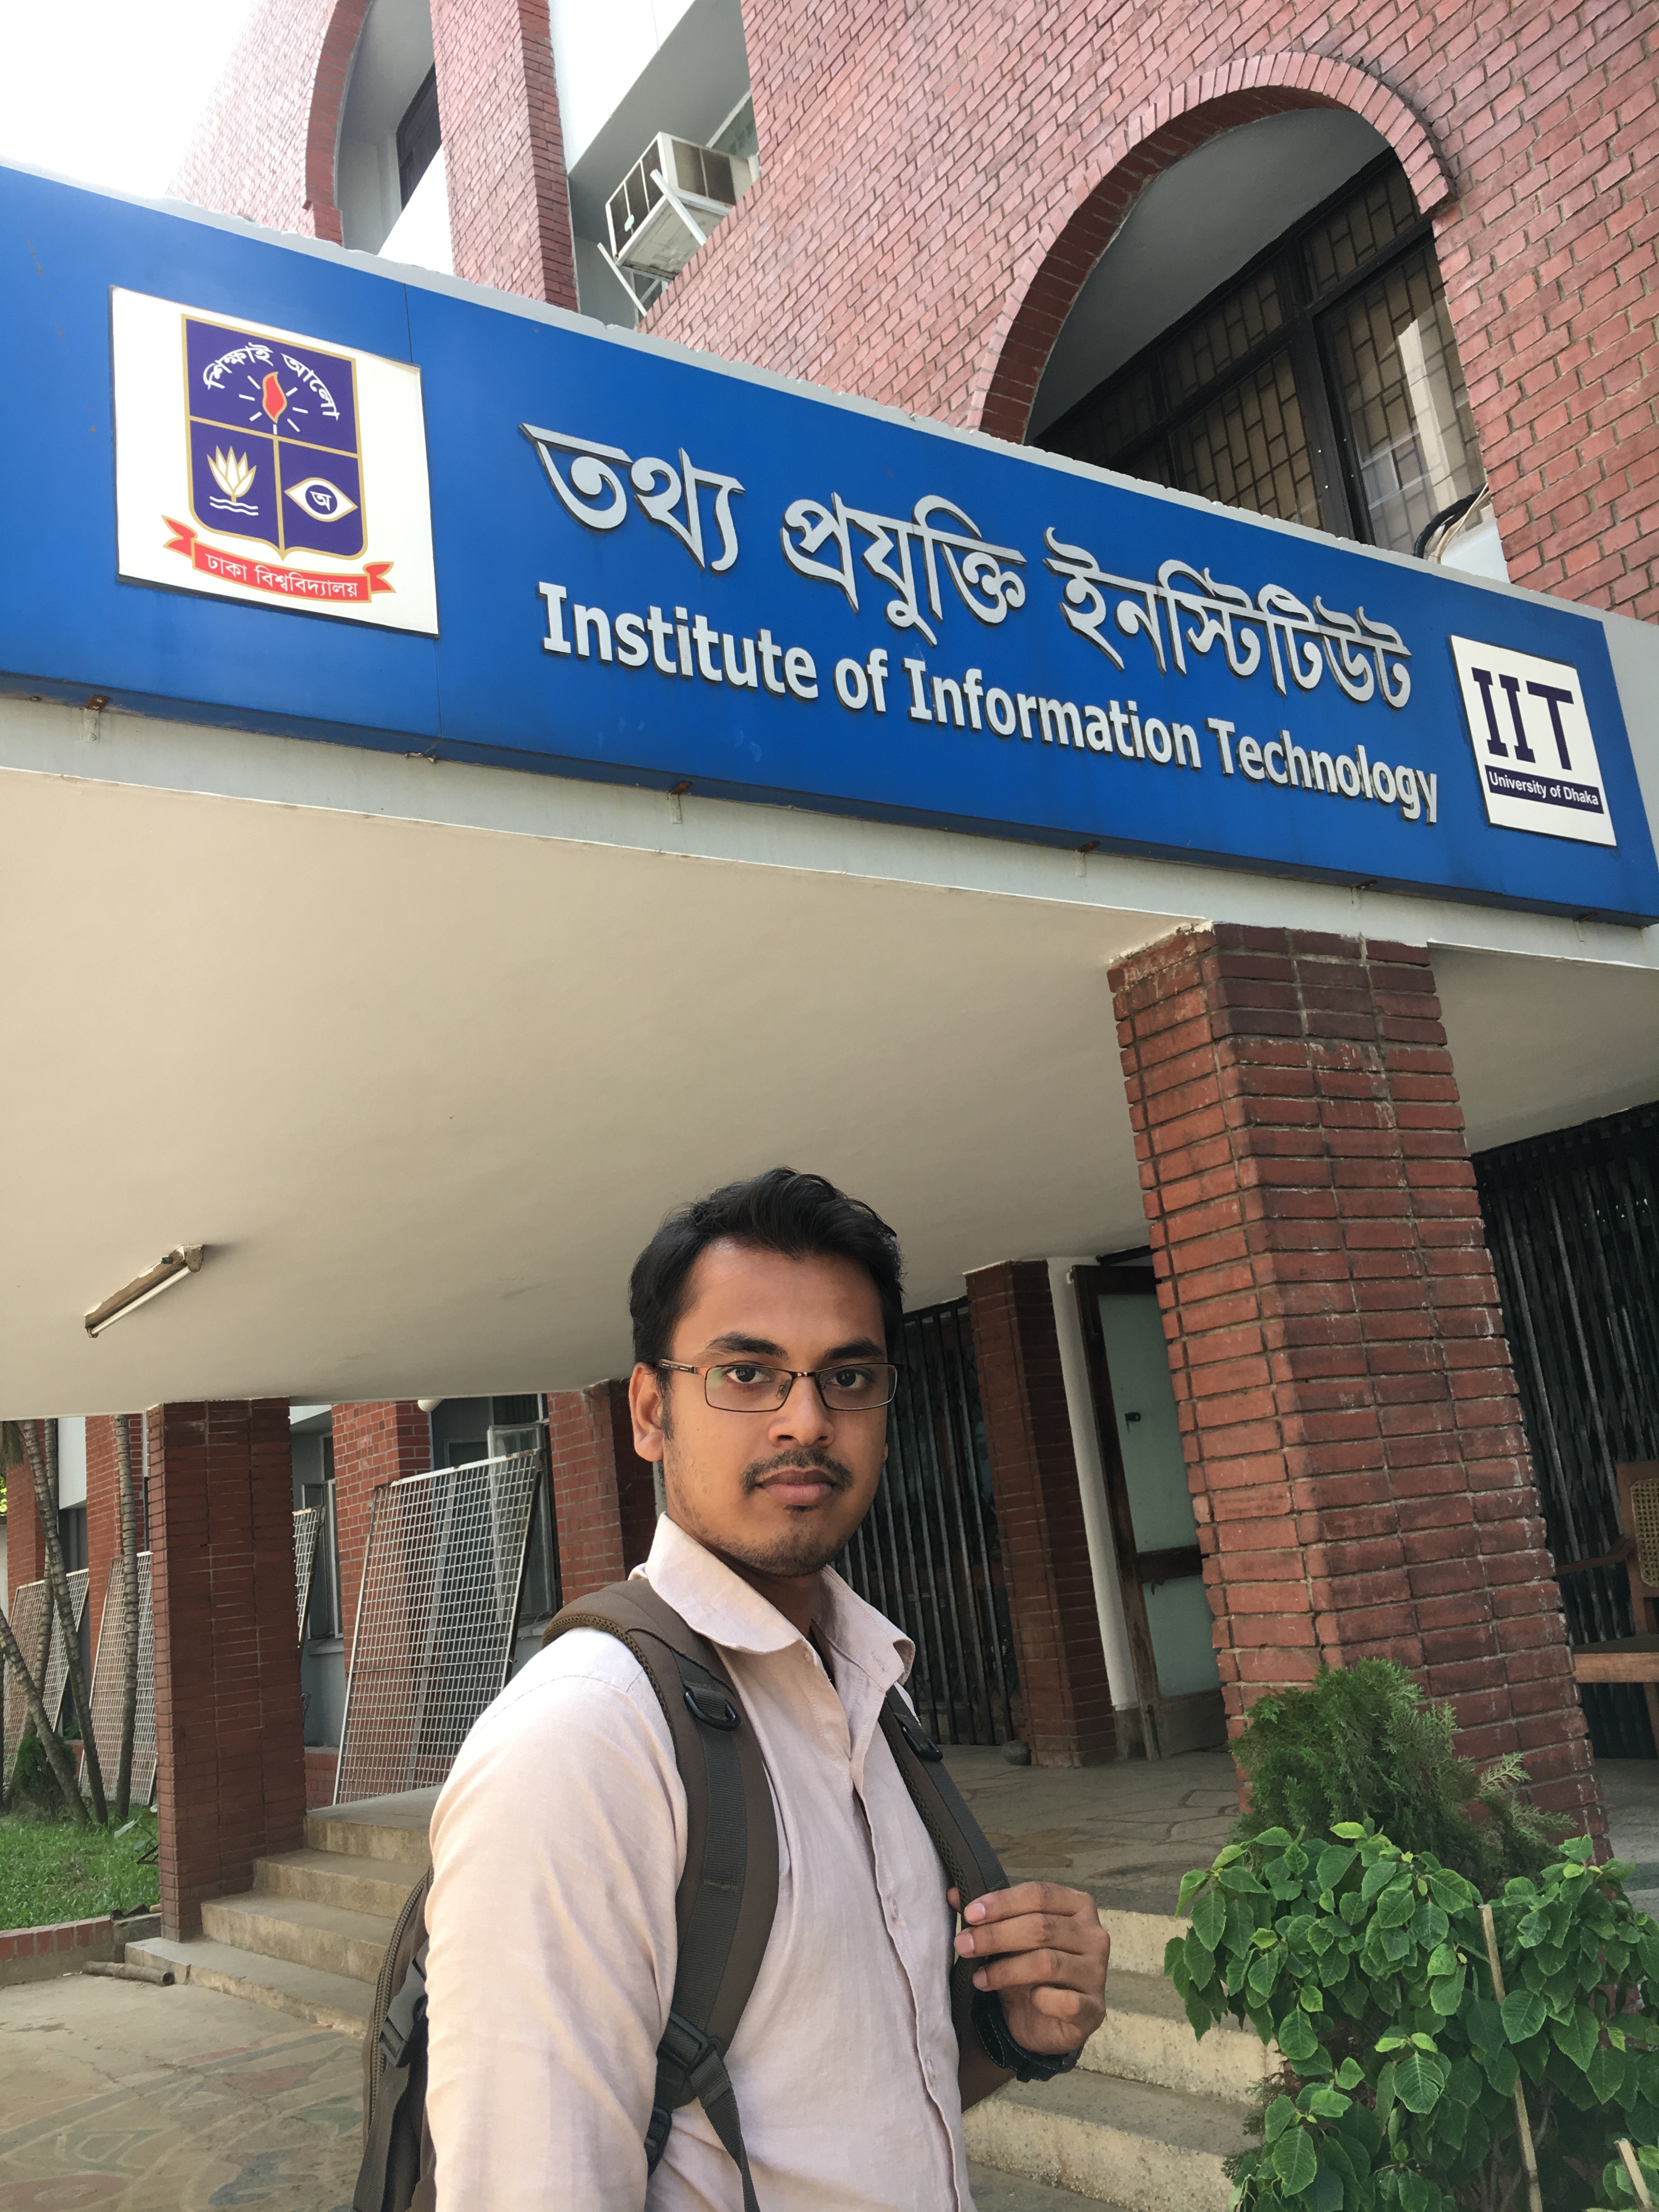 শিক্ষাই আলো
অ
ঢাকা বিশ্ববিদ্যালয়
তথ্য প্রযুক্তি ইনস্টিটিউট
Institute of Information Technology
IIT
University of Dhaka